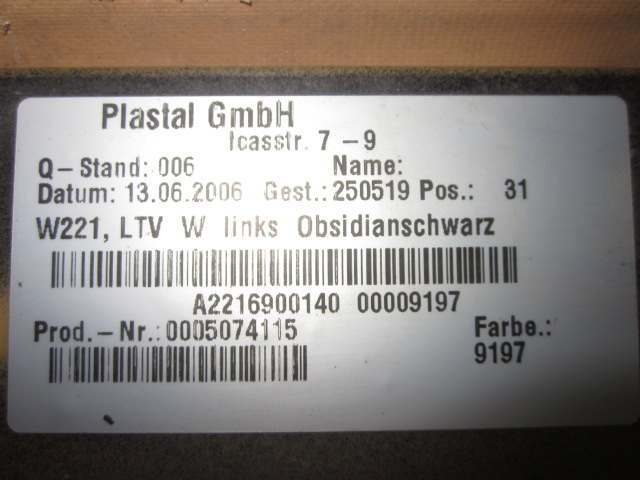 Plastal GmbH
Icasstr. 7-9
Q-Stand: 006 Name:
Datum: 13.06.2006 Gest.: 250519 Pos.: 31
W221, LTV W links Obsidianschwarz
A2216900140 00009197
Prod.-Nr.: 0005074115 Farbe.:
9197